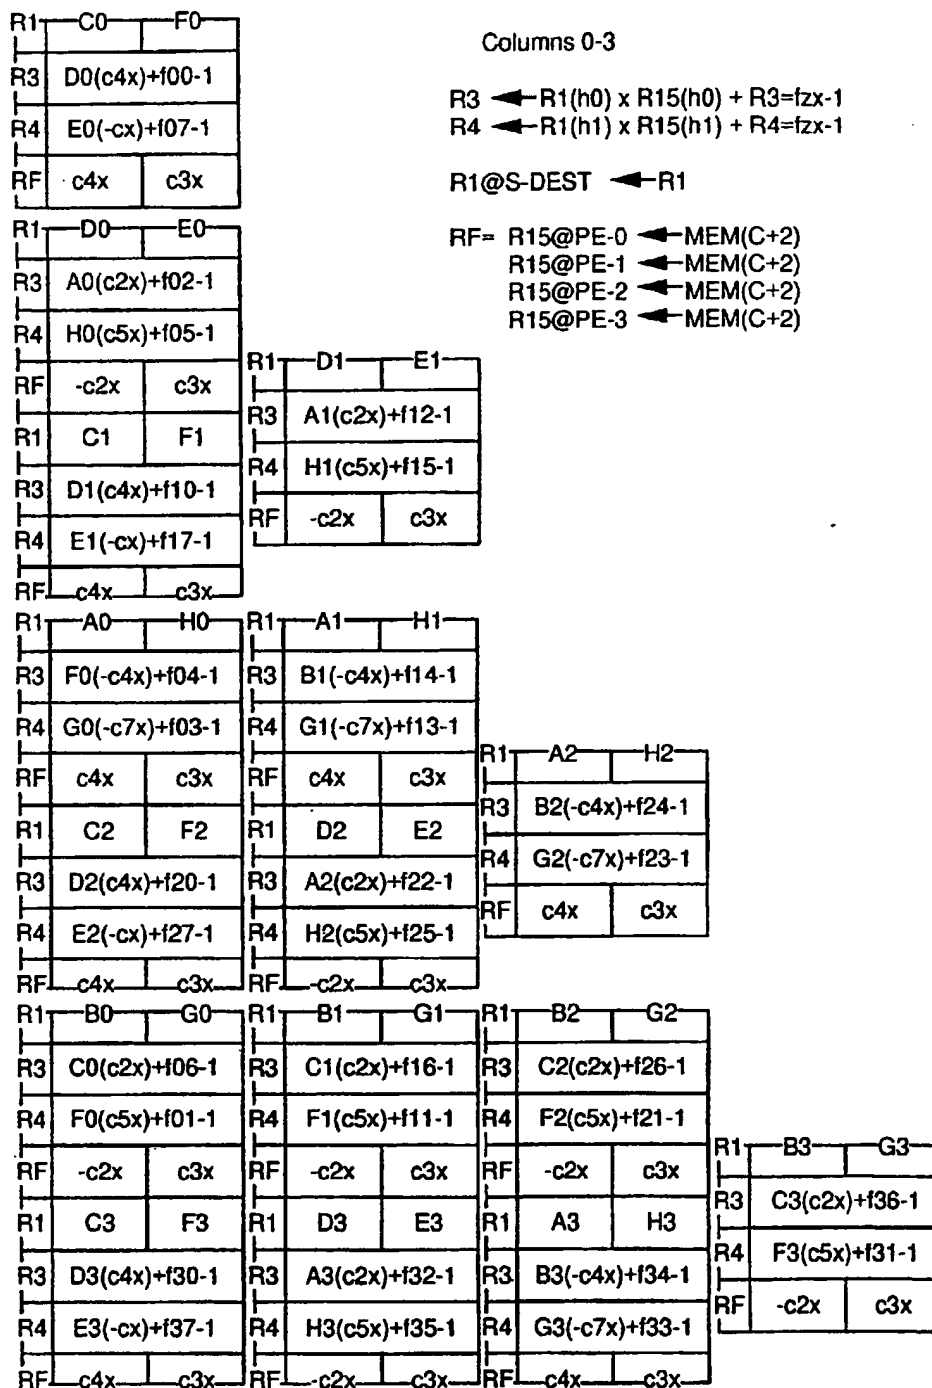 Columns 0-3
R3 ← R1(h0) x R15(h0) + R3=fzx-1
R4 ← R1(h1) x R15(h1) + R4=fzx-1
R1@S-DEST ← R1
RF= R15@PE-0 ← MEM(C+2)
R15@PE-1 ← MEM(C+2)
R15@PE-2 ← MEM(C+2)
R15@PE-3 ← MEM(C+2)
R1 C0 F0
R3 D0(c4x)+f00-1
R4 E0(-cx)+f07-1
RF c4x c3x
R1 D0 E0
R3 A0(c2x)+f02-1
R4 H0(c5x)+f05-1
RF -c2x c3x
R1 C1 F1
R3 D1(c4x)+f10-1
R4 E1(-cx)+f17-1
RF c4x c3x
R1 D1 E1
R3 A1(c2x)+f12-1
R4 H1(c5x)+f15-1
RF -c2x c3x
R1 A0 H0
R3 F0(-c4x)+f04-1
R4 G0(-c7x)+f03-1
RF c4x c3x
R1 C2 F2
R3 D2(c4x)+f20-1
R4 E2(-cx)+f27-1
RF c4x c3x
R1 A1 H1
R3 B1(-c4x)+f14-1
R4 G1(-c7x)+f13-1
RF c4x c3x
R1 D2 E2
R3 A2(c2x)+f22-1
R4 H2(c5x)+f25-1
RF -c2x c3x
R1 A2 H2
R3 B2(-c4x)+f24-1
R4 G2(-c7x)+f23-1
RF c4x c3x
R1 B0 G0
R3 C0(c2x)+f06-1
R4 F0(c5x)+f01-1
RF -c2x c3x
R1 C3 F3
R3 D3(c4x)+f30-1
R4 E3(-cx)+f37-1
RF c4x c3x
R1 B1 G1
R3 C1(c2x)+f16-1
R4 F1(c5x)+f11-1
RF -c2x c3x
R1 D3 E3
R3 A3(c2x)+f32-1
R4 H3(c5x)+f35-1
RF -c2x c3x
R1 B2 G2
R3 C2(c2x)+f26-1
R4 F2(c5x)+f21-1
RF -c2x c3x
R1 A3 H3
R3 B3(-c4x)+f34-1
R4 G3(-c7x)+f33-1
RF c4x c3x
R1 B3 G3
R3 C3(c2x)+f36-1
R4 F3(c5x)+f31-1
RF -c2x c3x